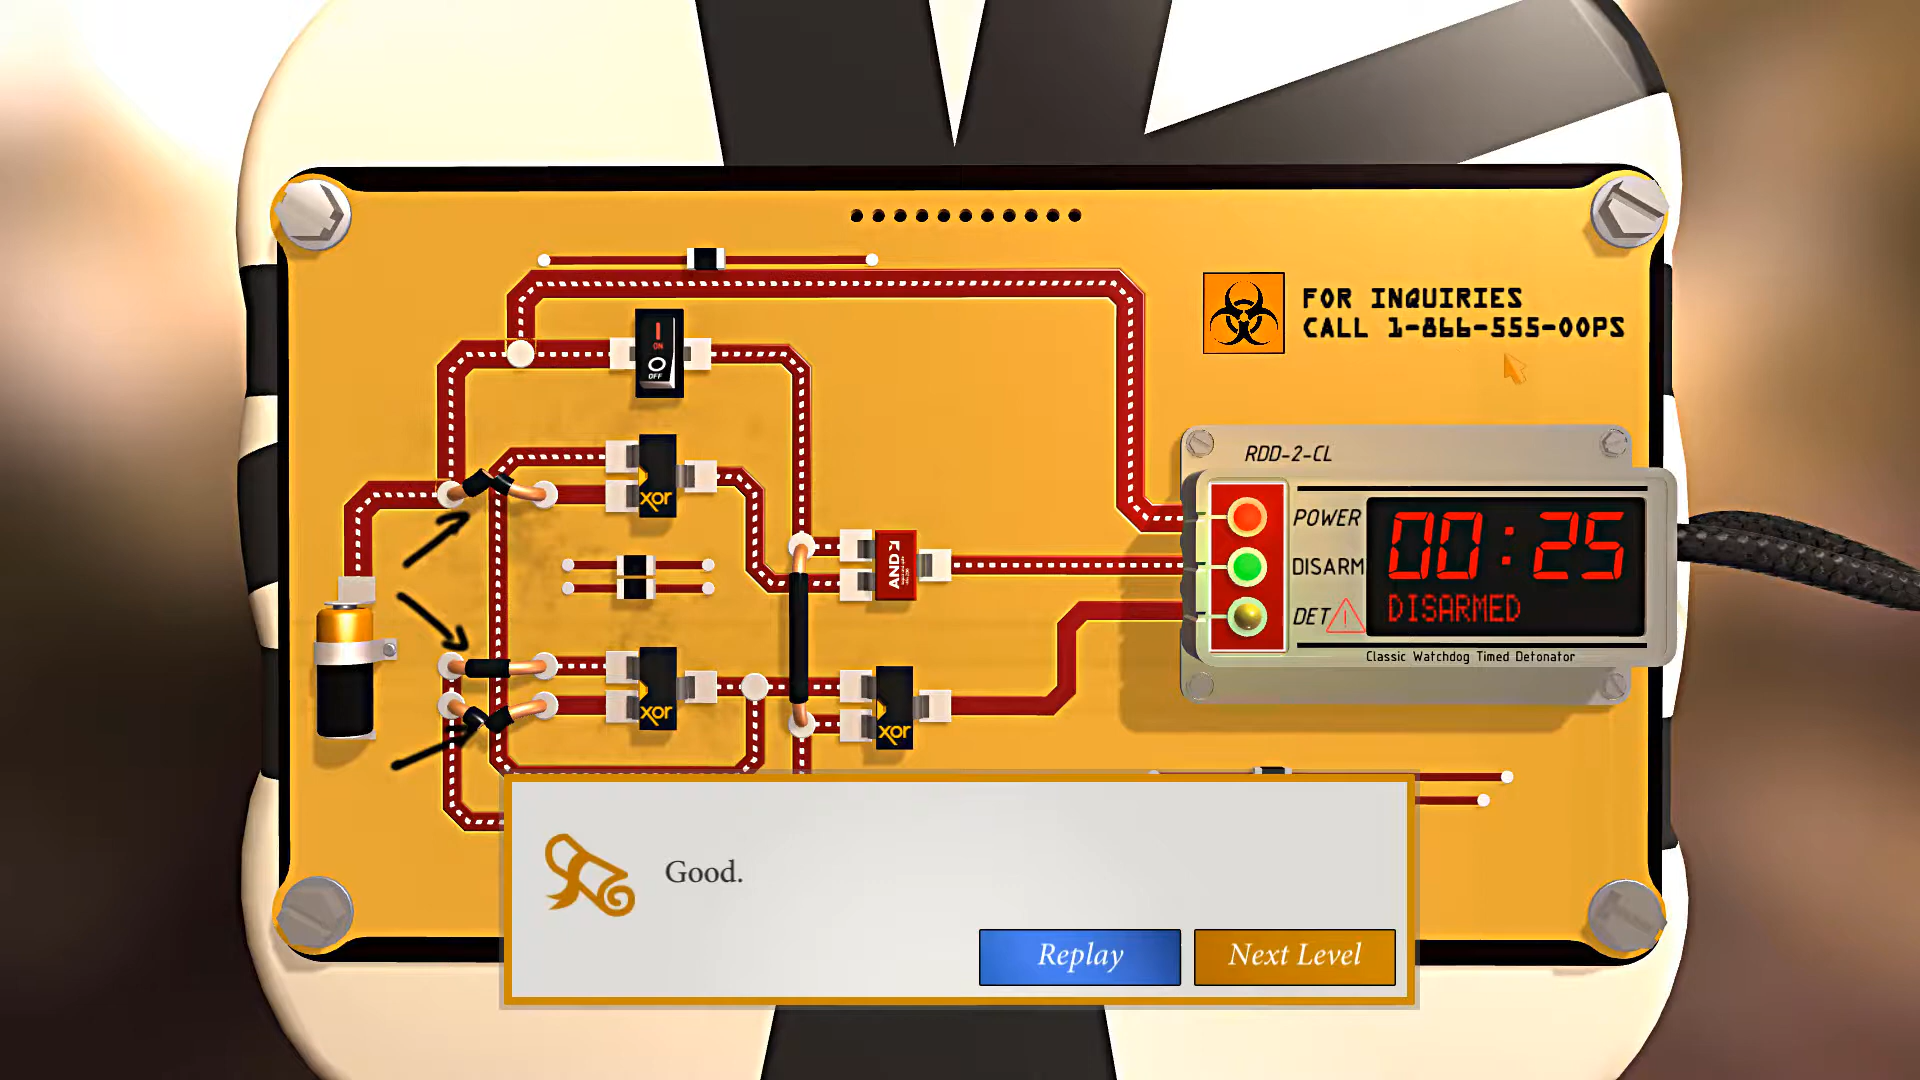 FOR INQUIRIES
CALL 1-866-555-OOPS
I
ON
O
OFF
RDD-2-CL
xor
POWER
00:25
AND
DISARM
DISARMED
DET
Classic Watchdog Timed Detonator
xor
xor
Good.
Replay
Next Level